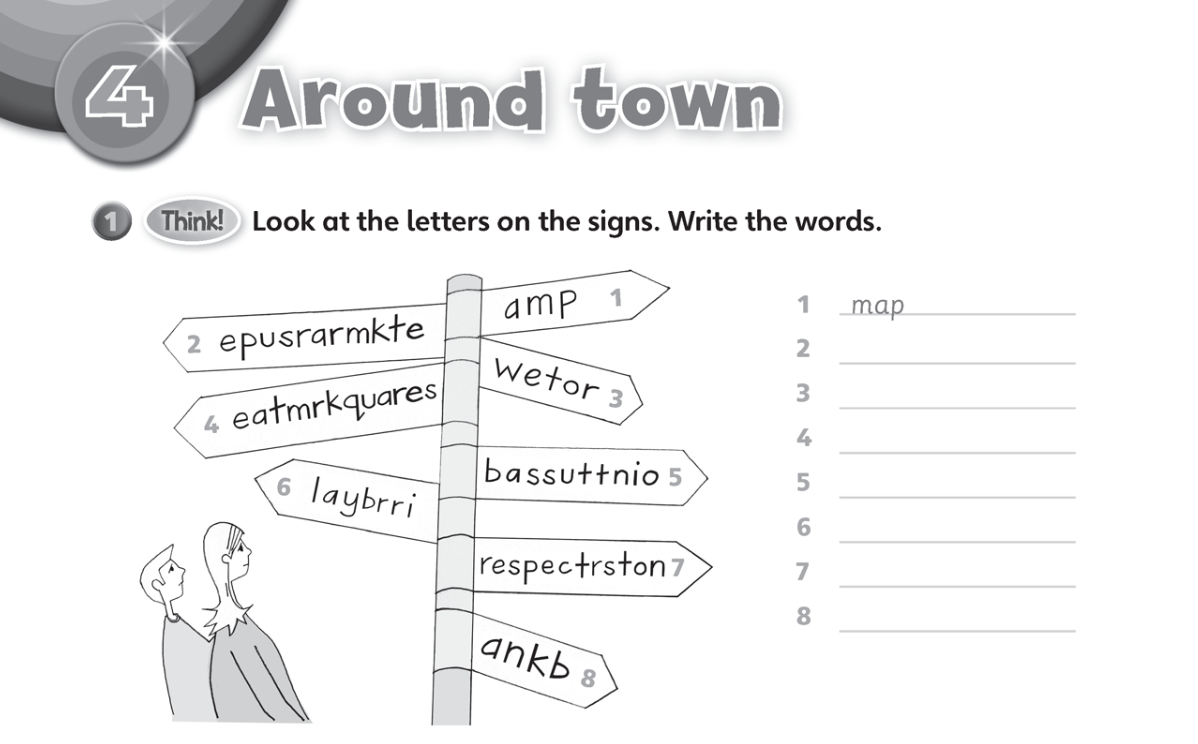 4 Around town
1 Think! Look at the letters on the signs. Write the words.
amp 1
2 epusrarmkte
wetor 3
4 eatmrkquares
bassuttnio 5
6 laybrri
respectrston 7
ankb 8
1 map
2
3
4
5
6
7
8